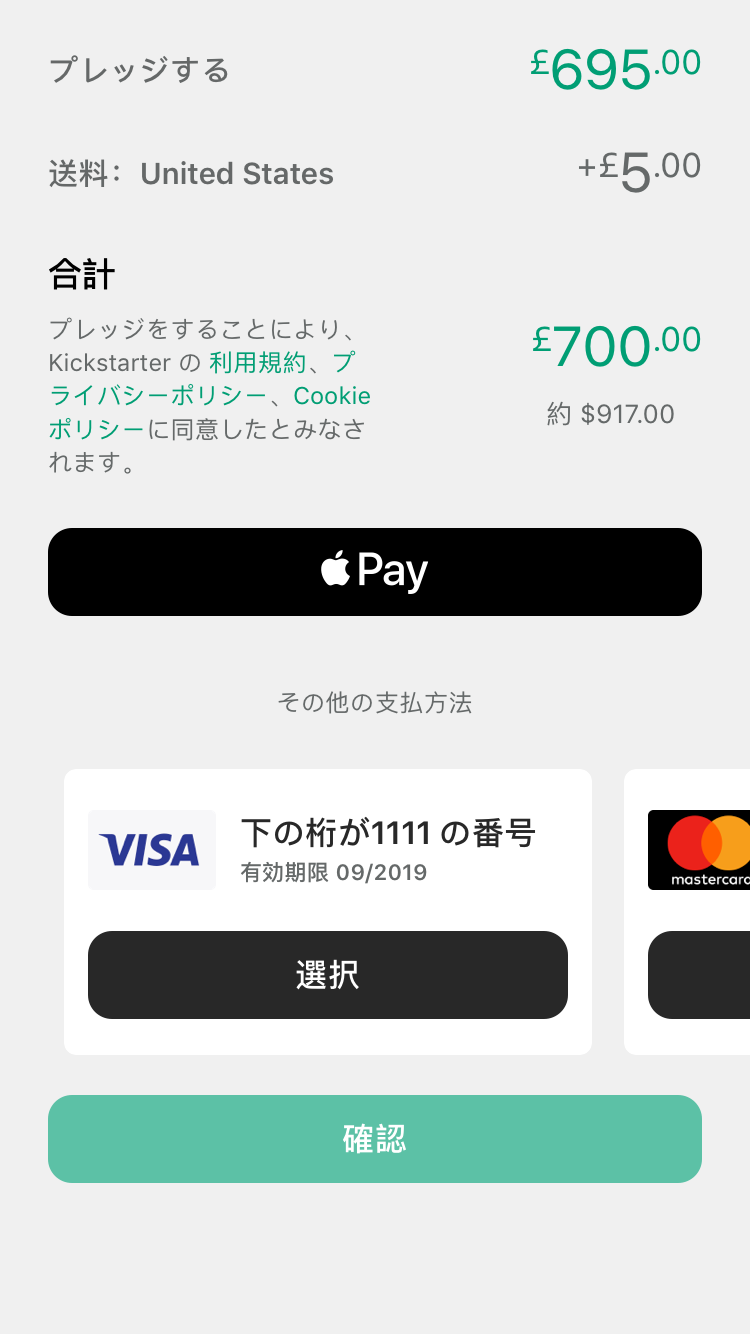 プレッジする £695.00
送料： United States +£5.00
合計
プレッジをすることにより、
Kickstarter の 利用規約、プ
ライバシーポリシー、Cookie
ポリシーに同意したとみなさ
れます。
£700.00
約 $917.00
Pay
その他の支払方法
VISA
下の桁が1111 の番号
有効期限 09/2019
選択
mastercard
確認